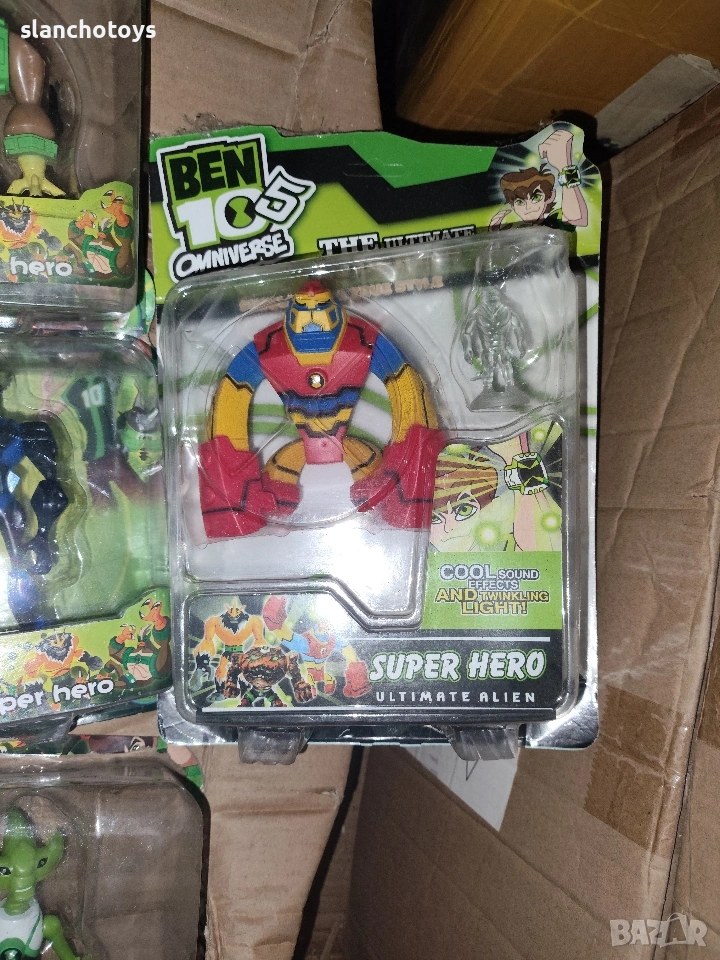 slanchotoys
BEN
10 5
OMNIVERSE
THE ULTIMATE
hero
10
COOL SOUND
EFFECTS
AND TWINKLING
LIGHT!
SUPER HERO
ULTIMATE ALIEN
per hero
BAZAR